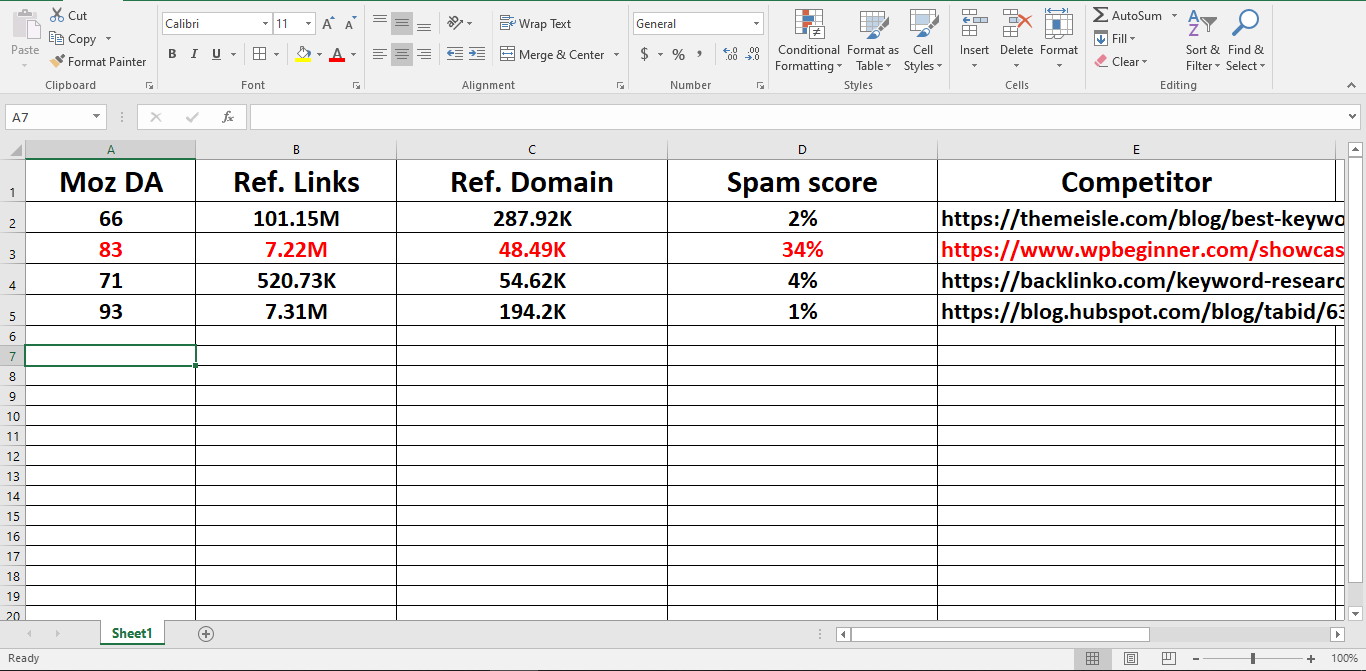 Cut
Copy
Format Painter
Paste
Clipboard
Calibri 11 A A
B I U A
Font
Wrap Text
Merge & Center
Alignment
General
$ % , .00 .0 .00
Number
Conditional Formatting
Format as Table
Cell Styles
Styles
Insert Delete Format
Cells
AutoSum
Fill
Clear
Sort & Filter
Find & Select
Editing
A7 fx
A B C D E
1 Moz DA Ref. Links Ref. Domain Spam score Competitor
2 66 101.15M 287.92K 2% https://themeisle.com/blog/best-keywo
3 83 7.22M 48.49K 34% https://www.wpbeginner.com/showcas
4 71 520.73K 54.62K 4% https://backlinko.com/keyword-researc
5 93 7.31M 194.2K 1% https://blog.hubspot.com/blog/tabid/63
6
7
8
9
10
11
12
13
14
15
16
17
18
19
20
Sheet1
Ready 100%